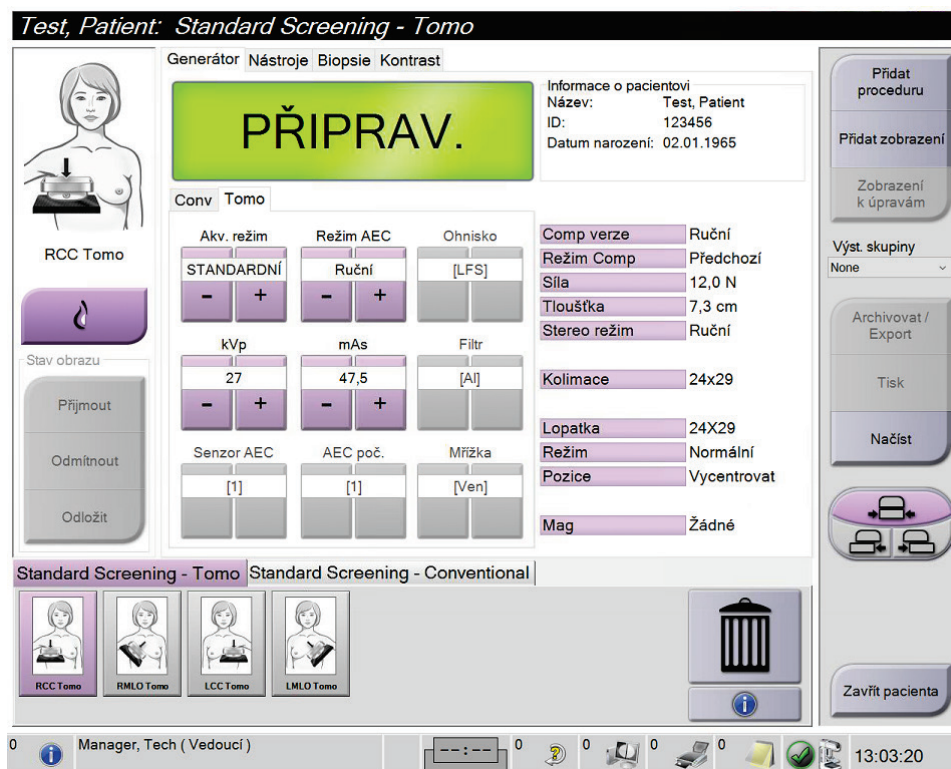 Test, Patient: Standard Screening - Tomo
Generátor Nástroje Biopsie Kontrast
PŘIPRAV.
Informace o pacientovi
Název: Test, Patient
ID: 123456
Datum narození: 02.01.1965
RCC Tomo
Stav obrazu
Přijmout
Odmítnout
Odložit
Conv Tomo
Akv. režim Režim AEC Ohnisko
STANDARDNÍ Ruční [LFS]
- + - +
kVp mAs Filtr
27 47,5 [Al]
- + - +
Senzor AEC AEC poč. Mřížka
[1] [1] [Ven]
Comp verze Ruční
Režim Comp Předchozí
Síla 12,0 N
Tloušťka 7,3 cm
Stereo režim Ruční
Kolimace 24x29
Lopatka 24X29
Režim Normální
Pozice Vycentrovat
Mag Žádné
Přidat
proceduru
Přidat zobrazení
Zobrazení
k úpravám
Výst. skupiny
None
Archivovat /
Export
Tisk
Načíst
Zavřít pacienta
Standard Screening - Tomo Standard Screening - Conventional
RCC Tomo RMLO Tomo LCC Tomo LMLO Tomo
0 Manager, Tech ( Vedoucí ) --:-- 0 0 0 0 13:03:20